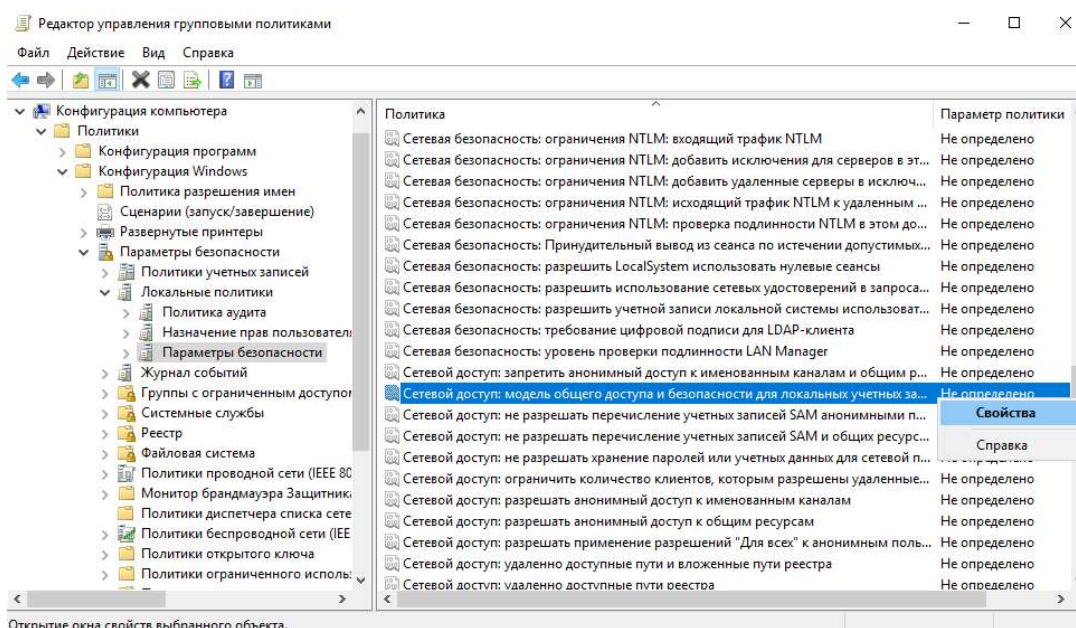 Редактор управления групповыми политиками
Файл Действие Вид Справка
Конфигурация компьютера
Политики
Конфигурация программ
Конфигурация Windows
Политика разрешения имен
Сценарии (запуск/завершение)
Развернутые принтеры
Параметры безопасности
Политики учетных записей
Локальные политики
Политика аудита
Назначение прав пользователя
Параметры безопасности
Журнал событий
Группы с ограниченным доступом
Системные службы
Реестр
Файловая система
Политики проводной сети (IEEE 80
Монитор брандмауэра Защитник
Политики диспетчера списка сете
Политики беспроводной сети (IEE
Политики открытого ключа
Политики ограниченного использ
Политика Параметр политики
Сетевая безопасность: ограничения NTLM: входящий трафик NTLM Не определено
Сетевая безопасность: ограничения NTLM: добавить исключения для серверов в эт... Не определено
Сетевая безопасность: ограничения NTLM: добавить удаленные серверы в исключ... Не определено
Сетевая безопасность: ограничения NTLM: исходящий трафик NTLM к удаленным ... Не определено
Сетевая безопасность: ограничения NTLM: проверка подлинности NTLM в этом до... Не определено
Сетевая безопасность: Принудительный вывод из сеанса по истечении допустимых... Не определено
Сетевая безопасность: разрешить LocalSystem использовать нулевые сеансы Не определено
Сетевая безопасность: разрешить использование сетевых удостоверений в запроса... Не определено
Сетевая безопасность: разрешить учетной записи локальной системы использоват... Не определено
Сетевая безопасность: требование цифровой подписи для LDAP-клиента Не определено
Сетевая безопасность: уровень проверки подлинности LAN Manager Не определено
Сетевой доступ: запретить анонимный доступ к именованным каналам и общим р... Не определено
Сетевой доступ: модель общего доступа и безопасности для локальных учетных за... Не определено
Сетевой доступ: не разрешать перечисление учетных записей SAM анонимными п...
Свойства
Сетевой доступ: не разрешать перечисление учетных записей SAM и общих ресурс...
Справка
Сетевой доступ: не разрешать хранение паролей или учетных данных для сетевой п...
Сетевой доступ: ограничить количество клиентов, которым разрешены удаленные... Не определено
Сетевой доступ: разрешать анонимный доступ к именованным каналам Не определено
Сетевой доступ: разрешать анонимный доступ к общим ресурсам Не определено
Сетевой доступ: разрешать применение разрешений "Для всех" к анонимным поль... Не определено
Сетевой доступ: удаленно доступные пути и вложенные пути реестра Не определено
Сетевой доступ: удаленно доступные пути реестра Не определено
Открытие окна свойств выбранного объекта.